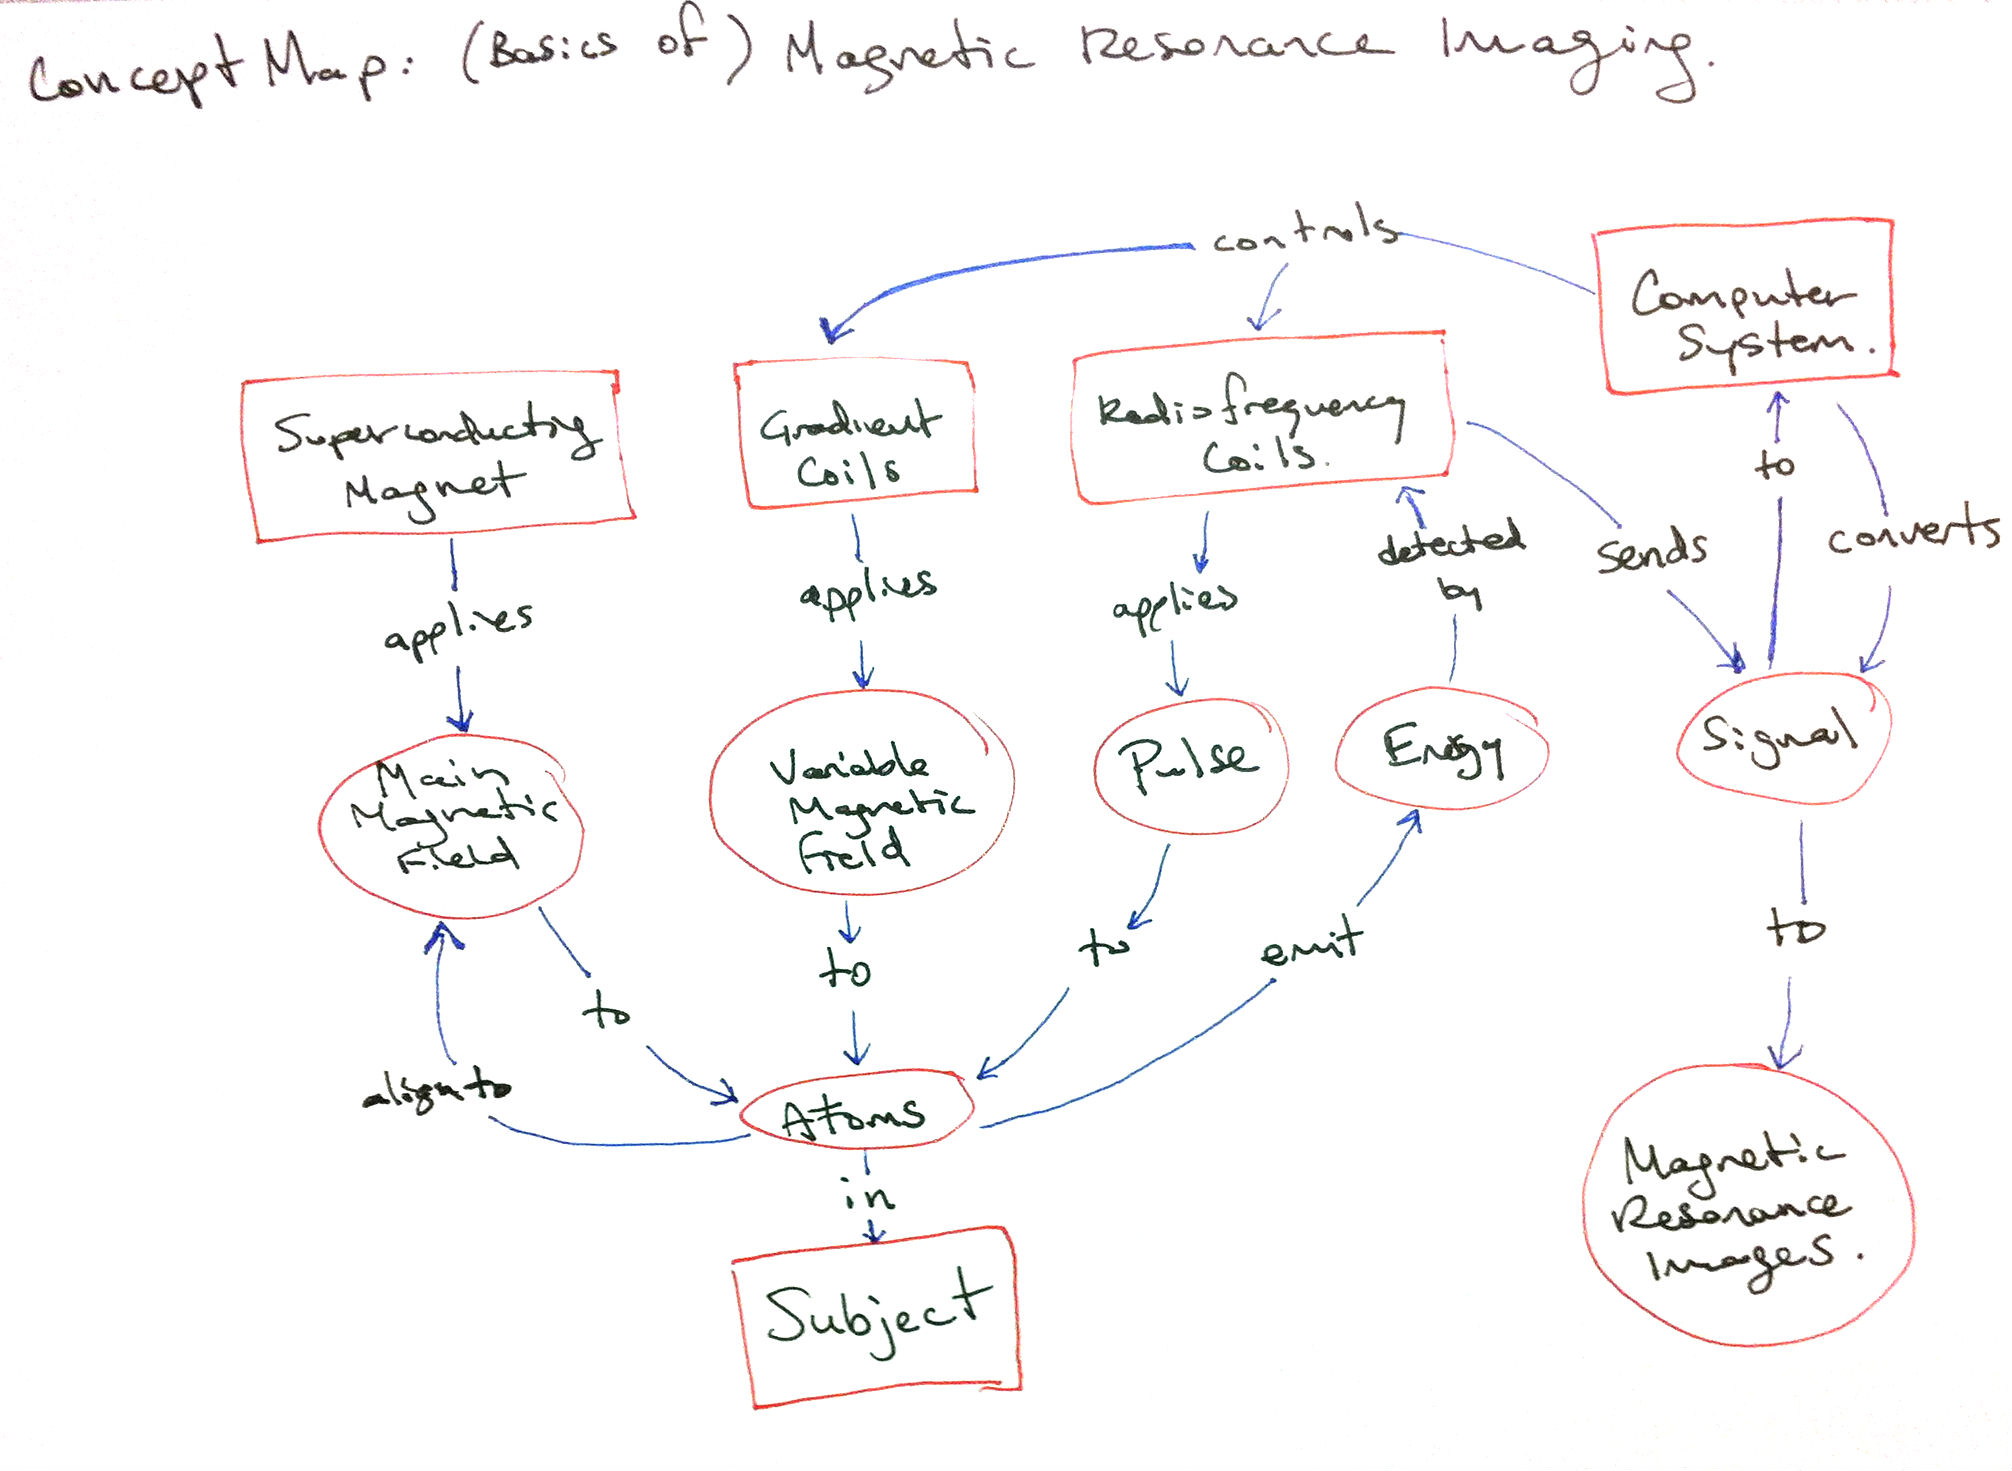 Concept Map: (Basics of) Magnetic Resonance Imaging.
controls
Computer
System.
Superconducting
Magnet
Gradient
Coils
Radiofrequency
Coils.
to
converts
sends
detected
by
applies
applies
applies
Main
Magnetic
Field
Variable
Magnetic
Field
Pulse
Energy
Signal
to
to
to
emit
to
align to
Atoms
in
Subject
Magnetic
Resonance
Images.